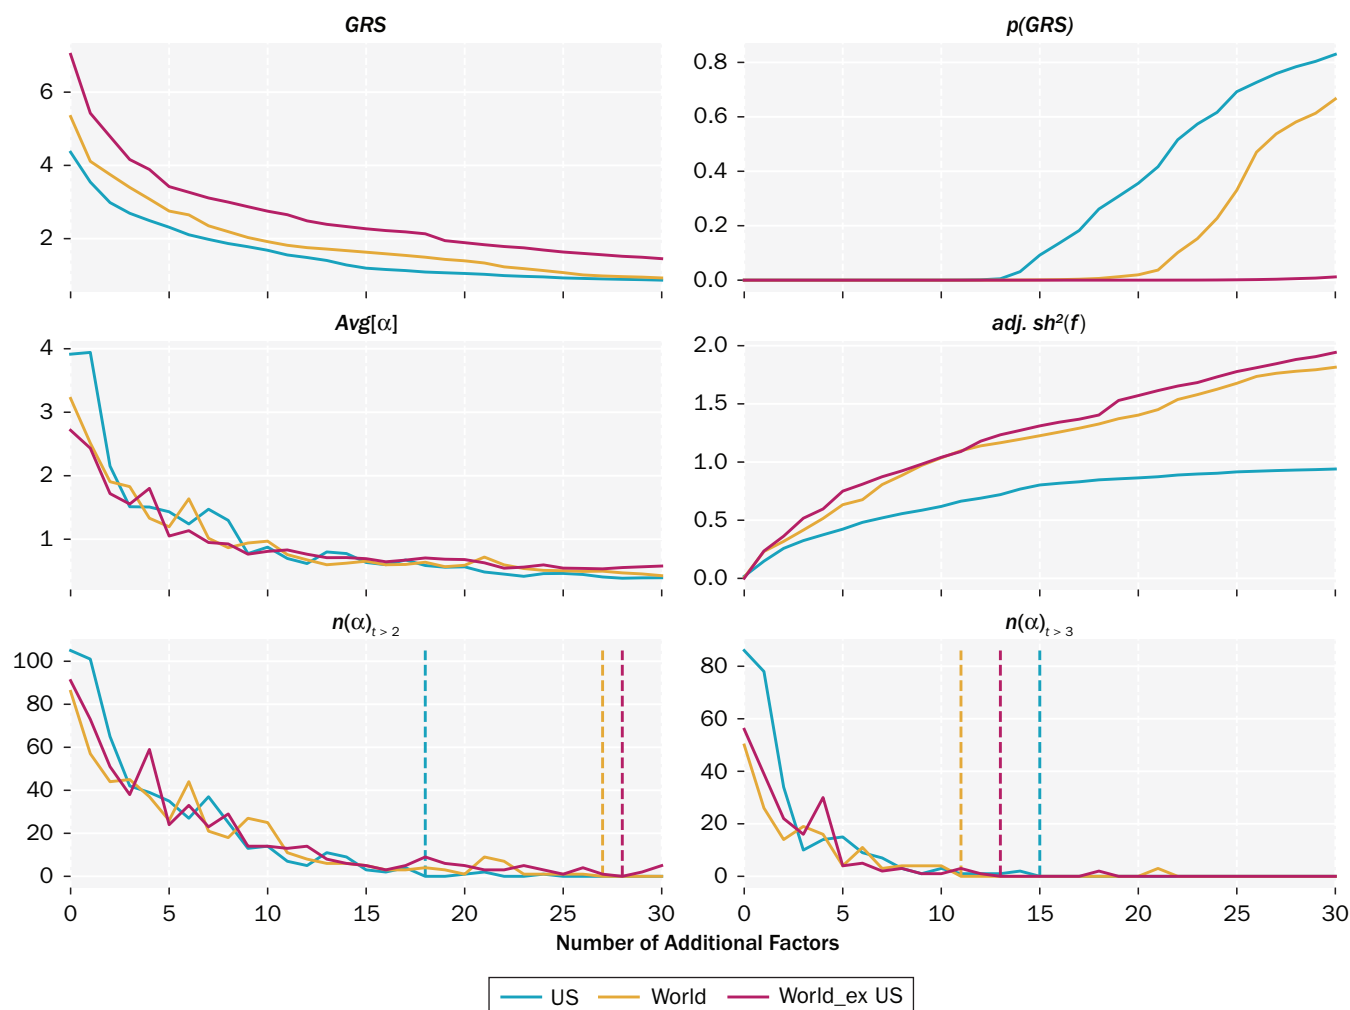 GRS
p(GRS)
6
4
2
0.8
0.6
0.4
0.2
0.0
Avg[α]
adj. sh²(f)
4
3
2
1
2.0
1.5
1.0
0.5
0.0
n(α)t > 2
n(α)t > 3
100
80
60
40
20
0
80
60
40
20
0
0 5 10 15 20 25 30
0 5 10 15 20 25 30
Number of Additional Factors
US World World_ex US